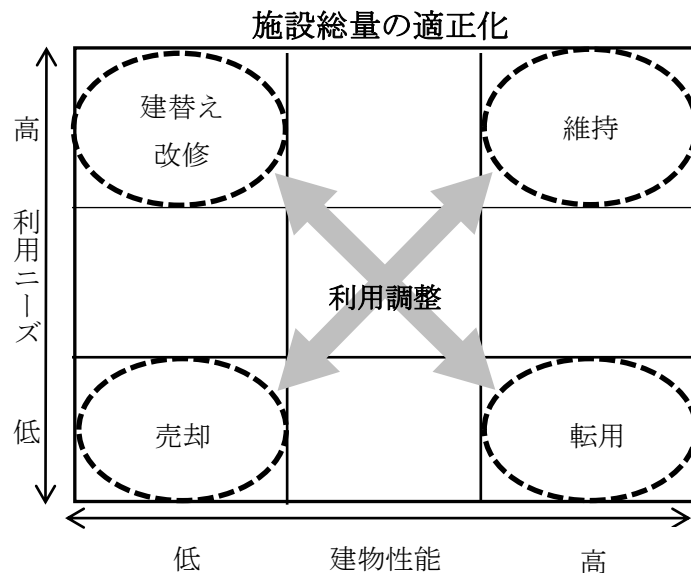 施設総量の適正化
高
利用ニーズ
低
建替え
改修
維持
利用調整
売却
転用
低
建物性能
高